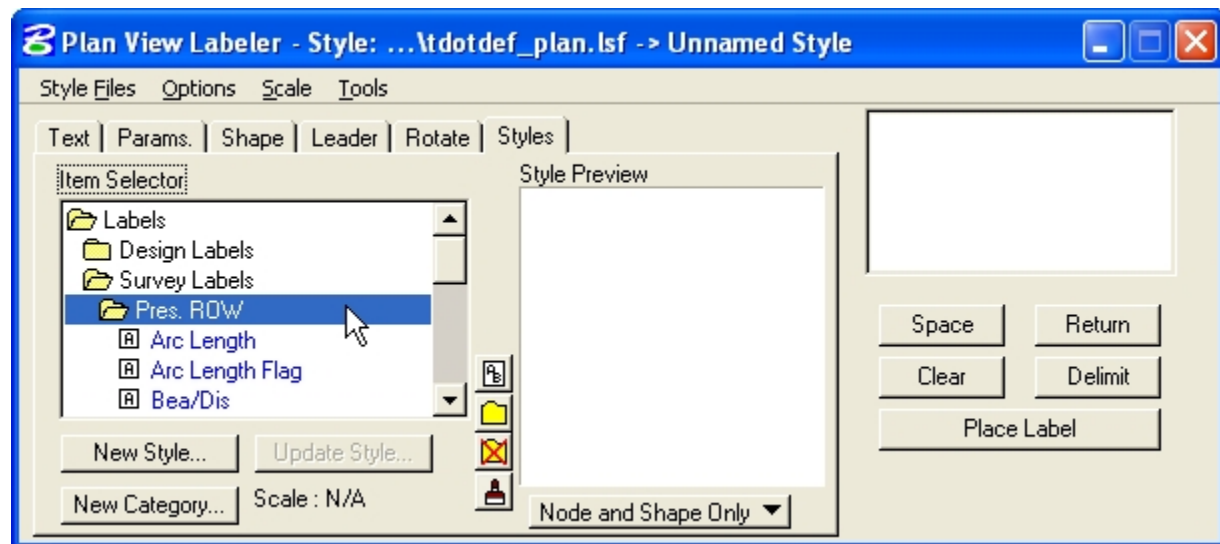 Plan View Labeler - Style: ...\tdotdef_plan.lsf -> Unnamed Style
Style Files Options Scale Tools
Text Params. Shape Leader Rotate Styles
Item Selector
Style Preview
Labels
Design Labels
Survey Labels
Pres. ROW
Arc Length
Arc Length Flag
Bea/Dis
New Style... Update Style...
New Category... Scale : N/A
Node and Shape Only
Space Return
Clear Delimit
Place Label